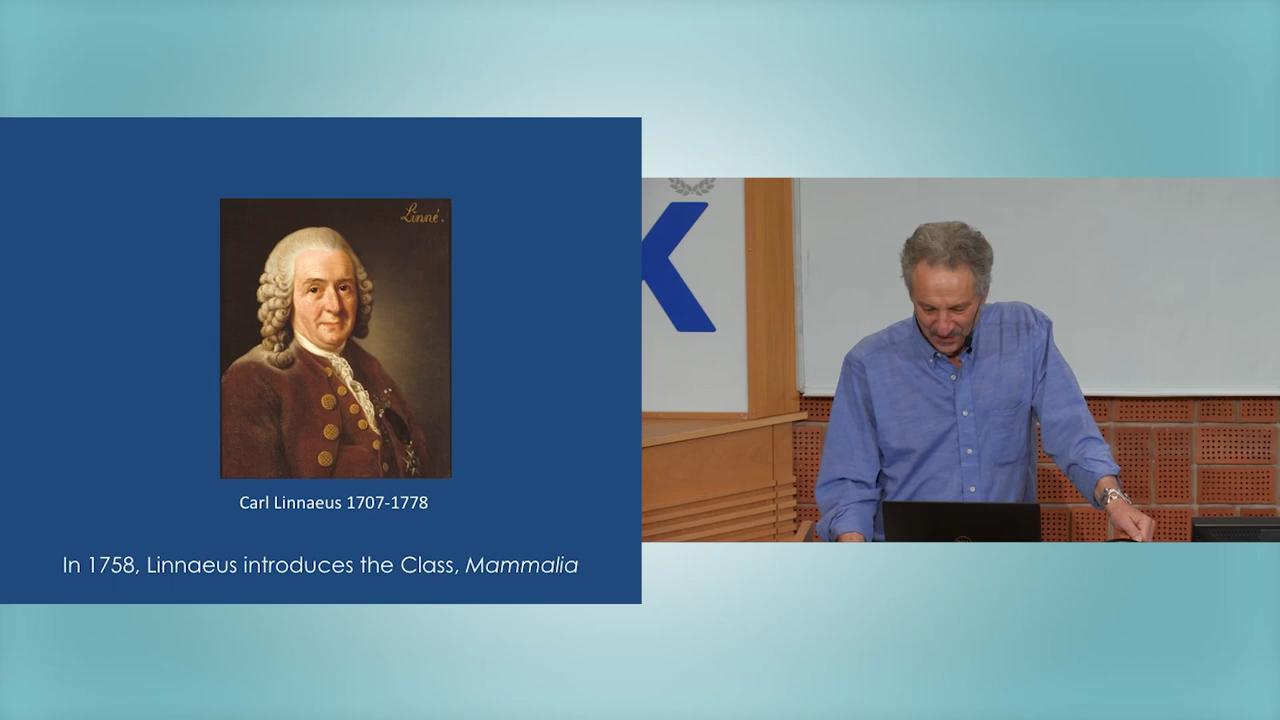 Linné.
Carl Linnaeus 1707-1778
In 1758, Linnaeus introduces the Class, Mammalia
K